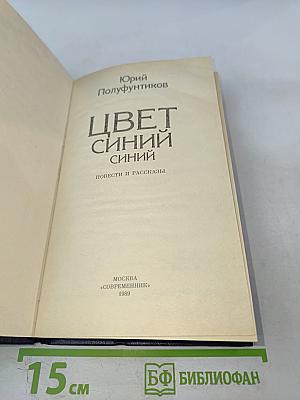 Юрий
Полуфунтиков
ЦВЕТ
СИНИЙ
СИНИЙ
ПОВЕСТИ И РАССКАЗЫ
МОСКВА
«СОВРЕМЕННИК»
1989
15 см
БФ БИБЛИОФАН